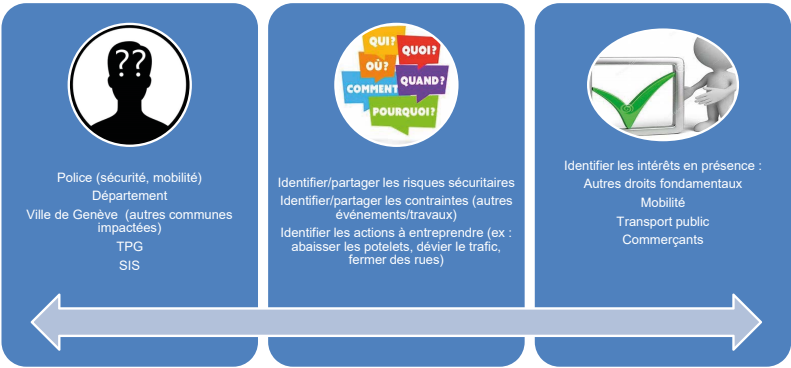 ??
Police (sécurité, mobilité)
Département
Ville de Genève  (autres communes
impactées)
TPG
SIS
QUI?
QUOI?
OÙ?
COMMENT
QUAND?
POURQUOI?
Identifier/partager les risques sécuritaires
Identifier/partager les contraintes (autres
événements/travaux)
Identifier les actions à entreprendre (ex :
abaisser les potelets, dévier le trafic,
fermer des rues)
Identifier les intérêts en présence :
Autres droits fondamentaux
Mobilité
Transport public
Commerçants